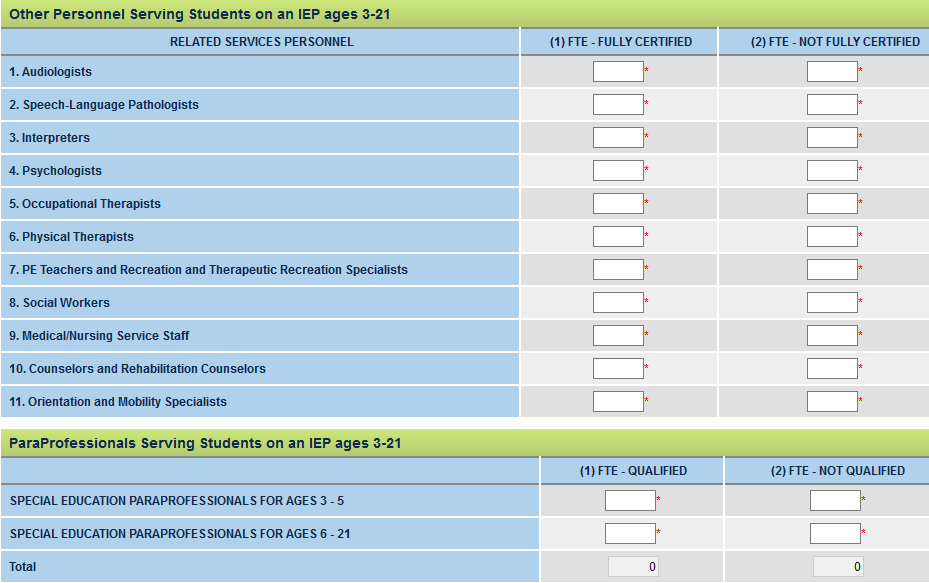 Other Personnel Serving Students on an IEP ages 3-21
RELATED SERVICES PERSONNEL (1) FTE - FULLY CERTIFIED (2) FTE - NOT FULLY CERTIFIED
1. Audiologists * *
2. Speech-Language Pathologists * *
3. Interpreters * *
4. Psychologists * *
5. Occupational Therapists * *
6. Physical Therapists * *
7. PE Teachers and Recreation and Therapeutic Recreation Specialists * *
8. Social Workers * *
9. Medical/Nursing Service Staff * *
10. Counselors and Rehabilitation Counselors * *
11. Orientation and Mobility Specialists * *
ParaProfessionals Serving Students on an IEP ages 3-21
(1) FTE - QUALIFIED (2) FTE - NOT QUALIFIED
SPECIAL EDUCATION PARAPROFESSIONALS FOR AGES 3 - 5 * *
SPECIAL EDUCATION PARAPROFESSIONALS FOR AGES 6 - 21 * *
Total 0 0